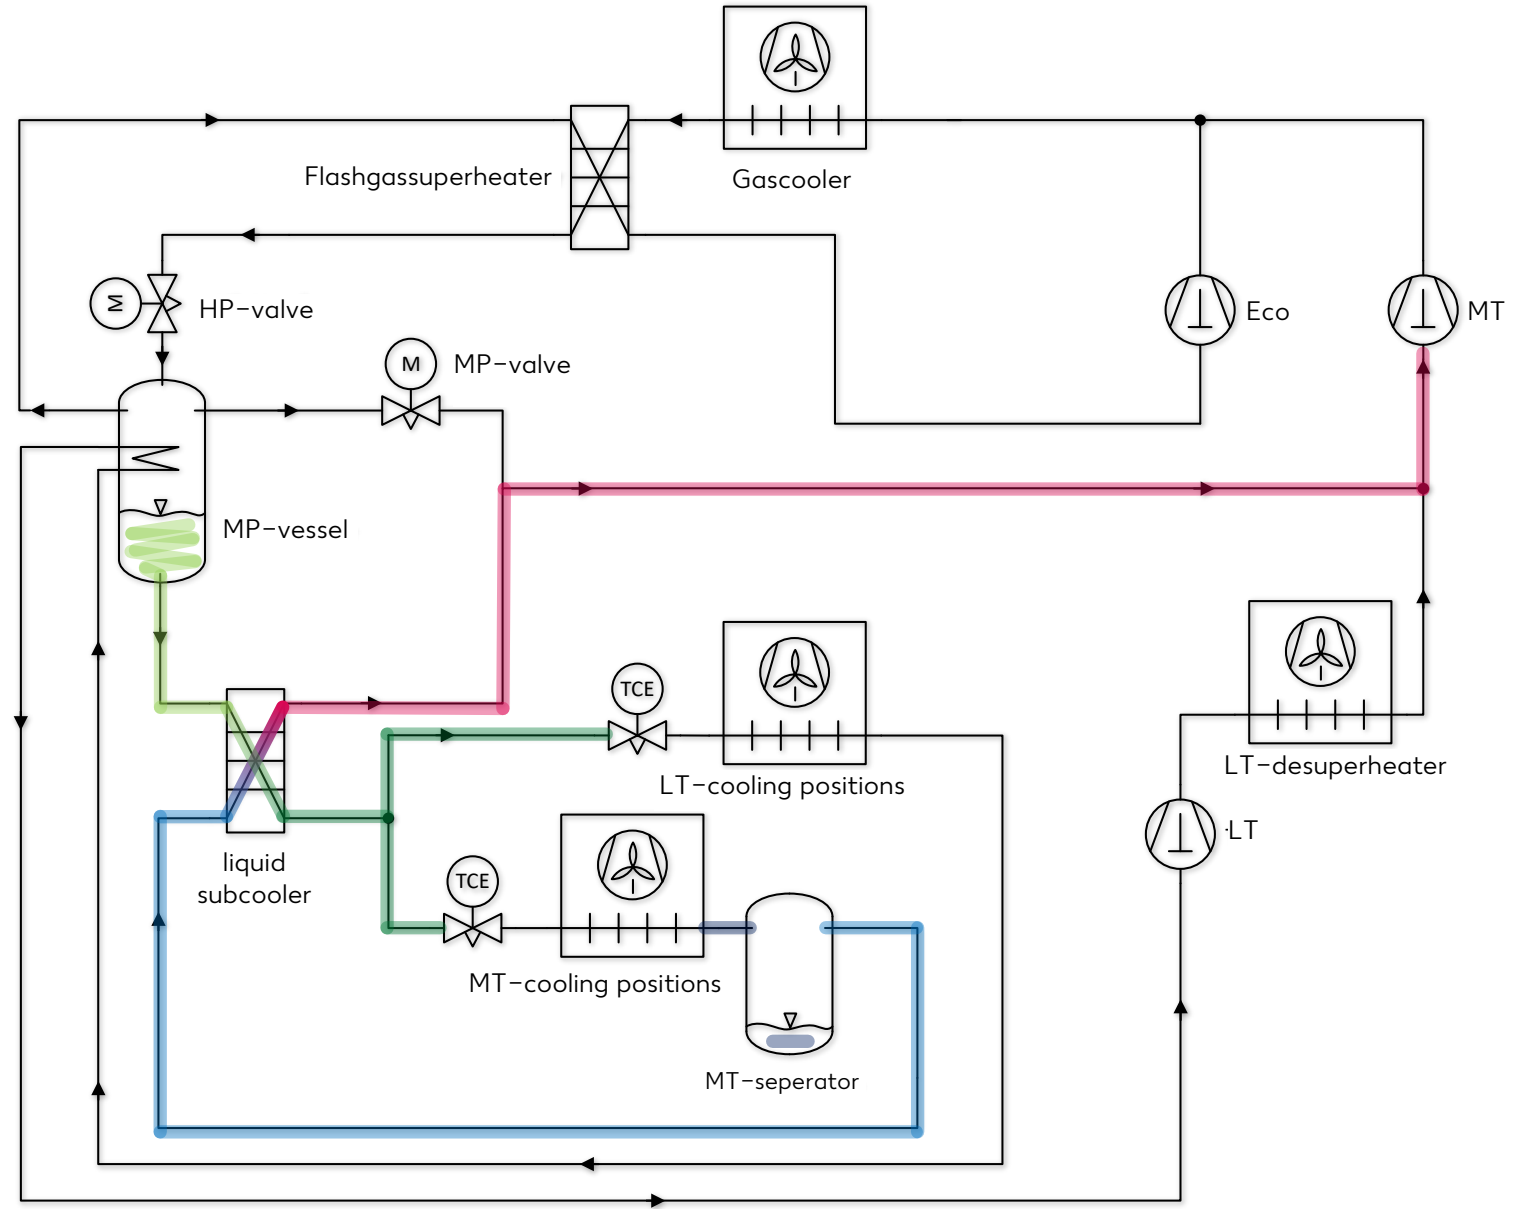 Flashgassuperheater
Gascooler
M
HP-valve
Eco
MT
M
MP-valve
MP-vessel
TCE
LT-cooling positions
LT-desuperheater
LT
liquid
subcooler
TCE
MT-cooling positions
MT-seperator